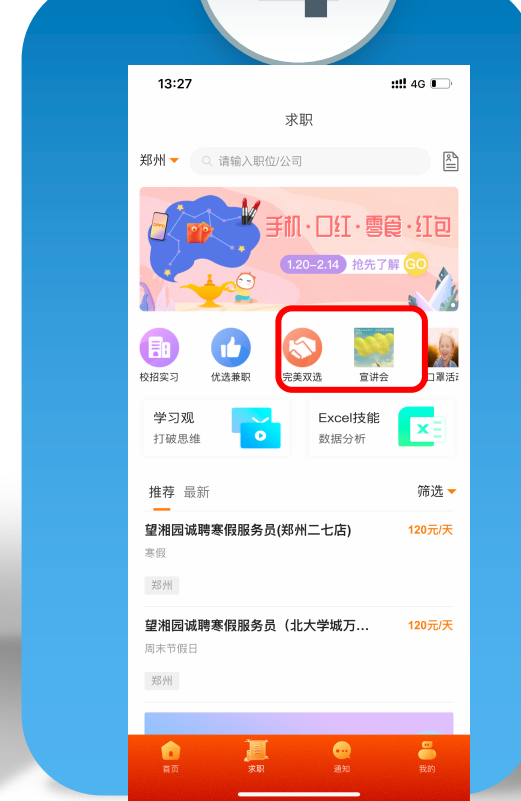 13:27
4G
求职
郑州
请输入职位/公司
手机·口红·零食·红包
1.20-2.14 抢先了解 GO
校招实习 优选兼职 完美双选 宣讲会 口罩活
学习观
打破思维
Excel技能
数据分析
推荐 最新 筛选
望湘园诚聘寒假服务员(郑州二七店) 120元/天
寒假
郑州
望湘园诚聘寒假服务员（北大学城万... 120元/天
周末节假日
郑州
首页 求职 通知 我的